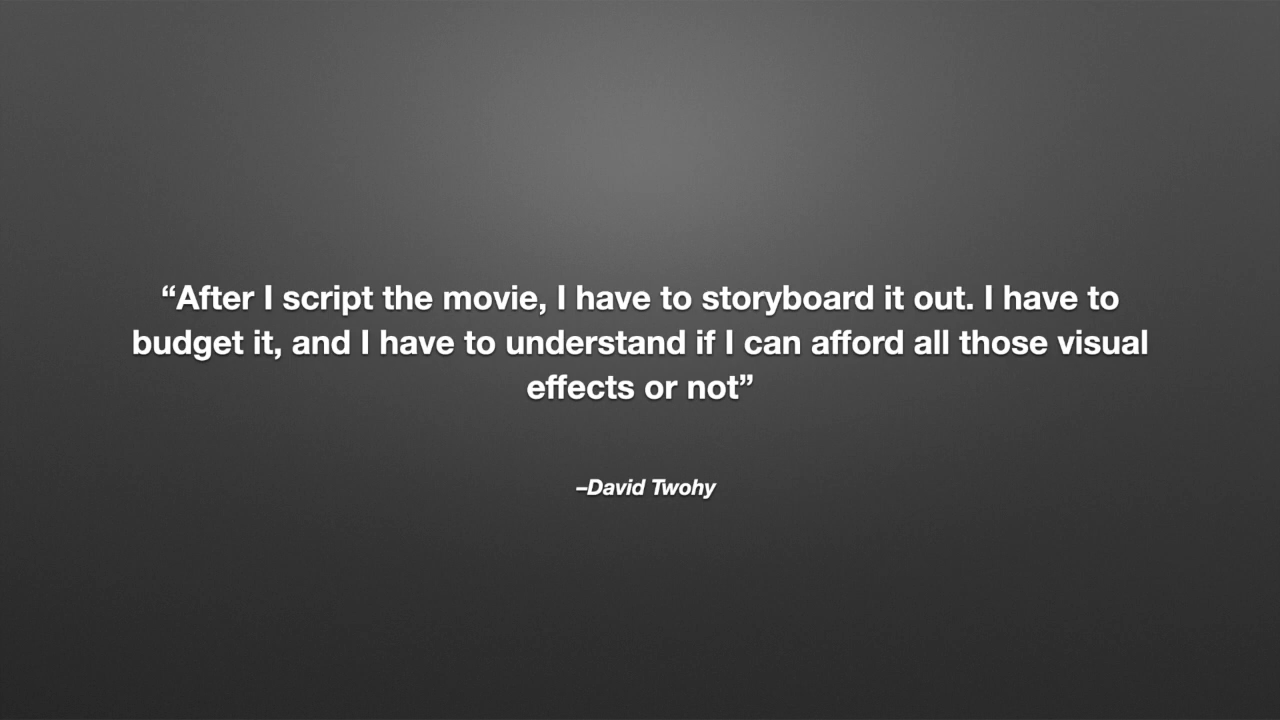 “After I script the movie, I have to storyboard it out. I have to
budget it, and I have to understand if I can afford all those visual
effects or not”
–David Twohy